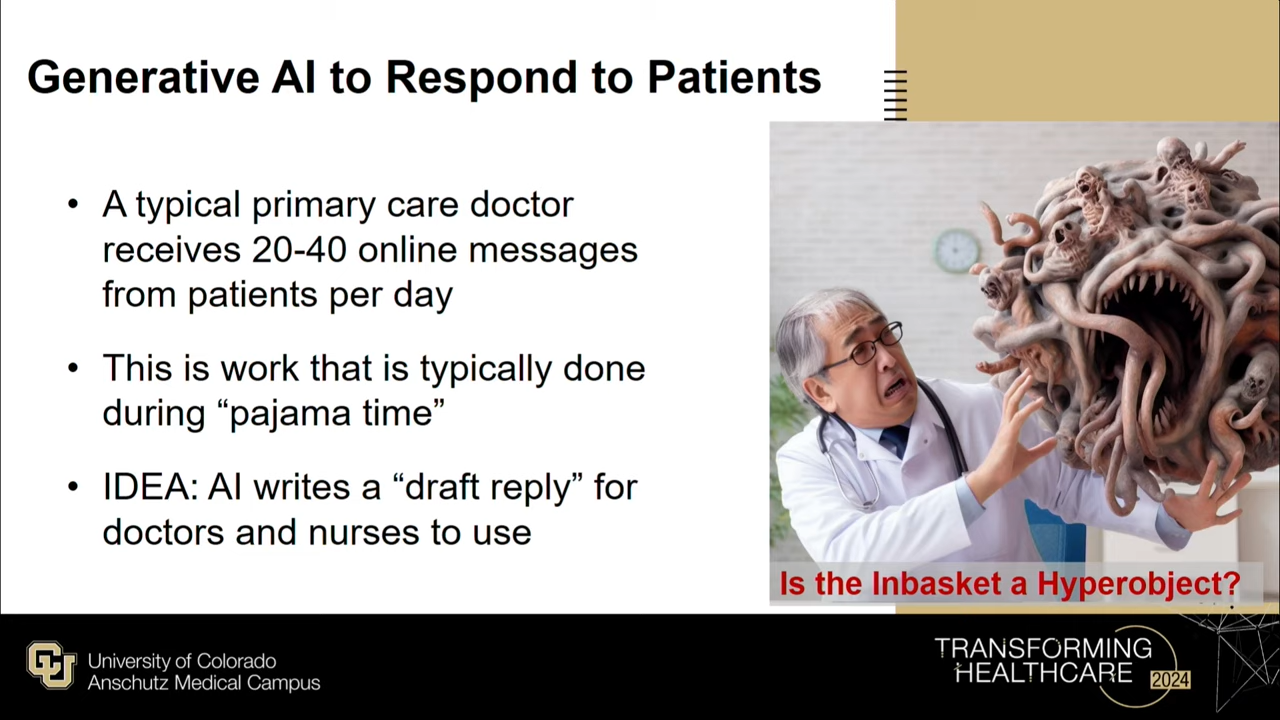 Generative AI to Respond to Patients
• A typical primary care doctor
receives 20-40 online messages
from patients per day
• This is work that is typically done
during “pajama time”
• IDEA: AI writes a “draft reply” for
doctors and nurses to use
Is the Inbasket a Hyperobject?
CU
University of Colorado
Anschutz Medical Campus
TRANSFORMING
HEALTHCARE
2024